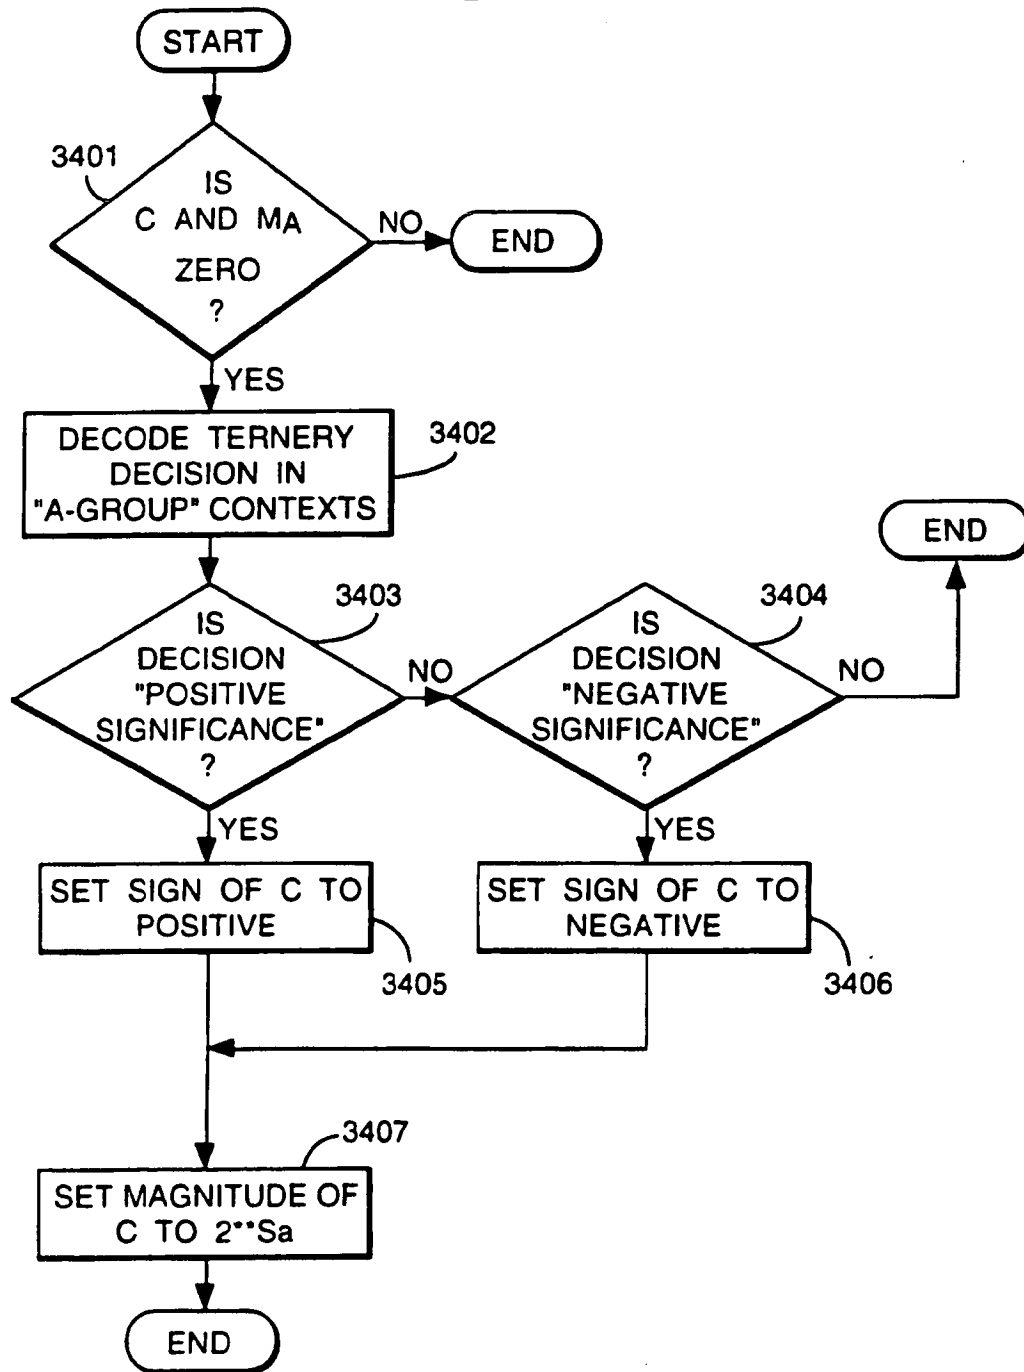 START
3401
IS
C AND MA
ZERO
?
NO
END
YES
DECODE TERNERY
DECISION IN
"A-GROUP" CONTEXTS
3402
END
3403
IS
DECISION
"POSITIVE
SIGNIFICANCE"
?
NO
3404
IS
DECISION
"NEGATIVE
SIGNIFICANCE"
?
NO
YES
SET SIGN OF C TO
POSITIVE
3405
YES
SET SIGN OF C TO
NEGATIVE
3406
3407
SET MAGNITUDE OF
C TO 2**Sa
END